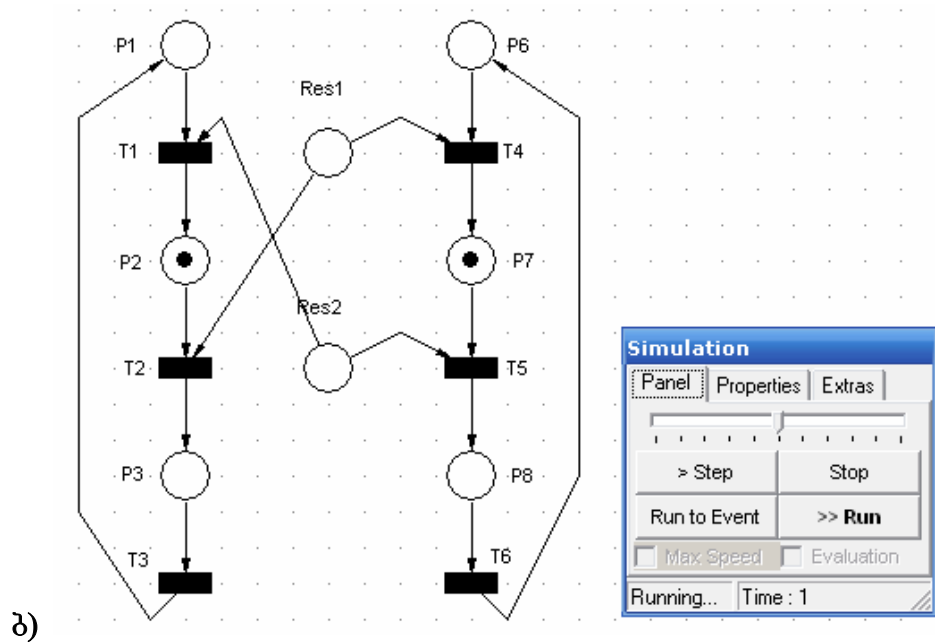 P1
P6
Res1
T1
T4
P2
P7
Res2
T2
T5
P3
P8
T3
T6
Simulation
Panel Properties Extras
> Step Stop
Run to Event >> Run
Max Speed Evaluation
Running... Time : 1
ბ)